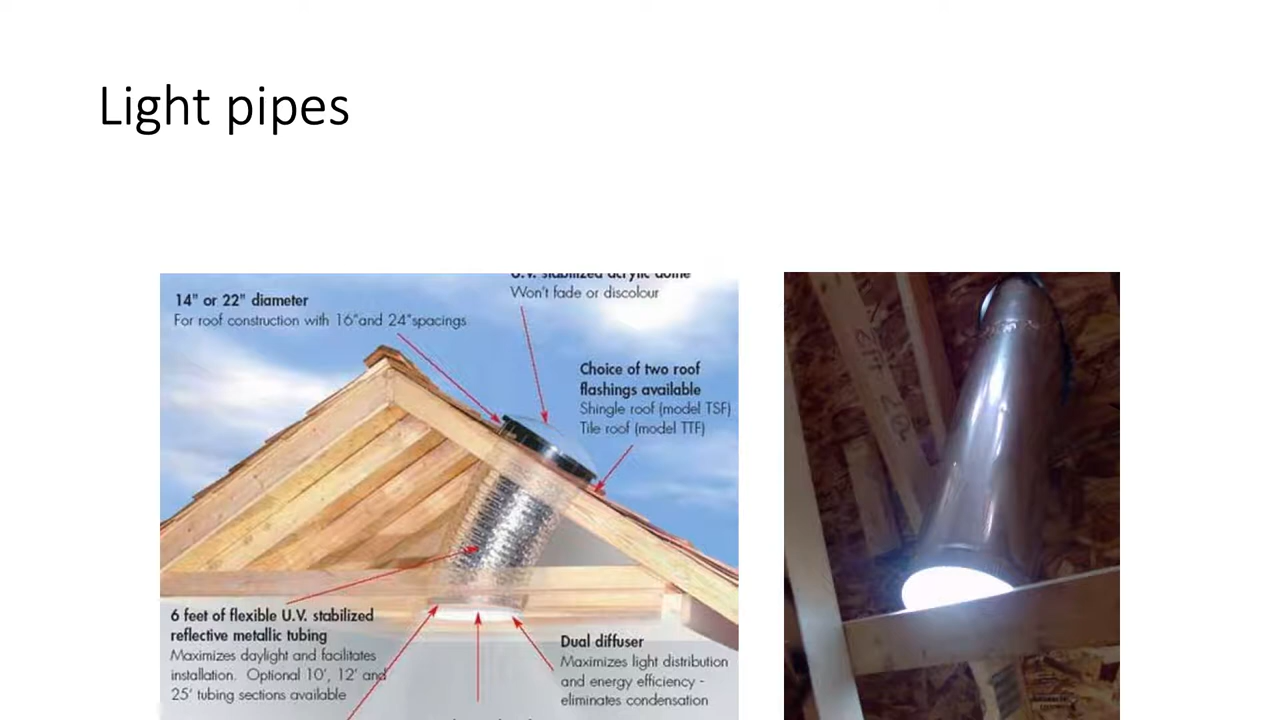 Light pipes
U.V. stabilized acrylic dome
Won't fade or discolour
14" or 22" diameter
For roof construction with 16"and 24"spacings
Choice of two roof
flashings available
Shingle roof (model TSF)
Tile roof (model TTF)
6 feet of flexible U.V. stabilized
reflective metallic tubing
Maximizes daylight and facilitates
installation. Optional 10', 12' and
25' tubing sections available
Dual diffuser
Maximizes light distribution
and energy efficiency -
eliminates condensation